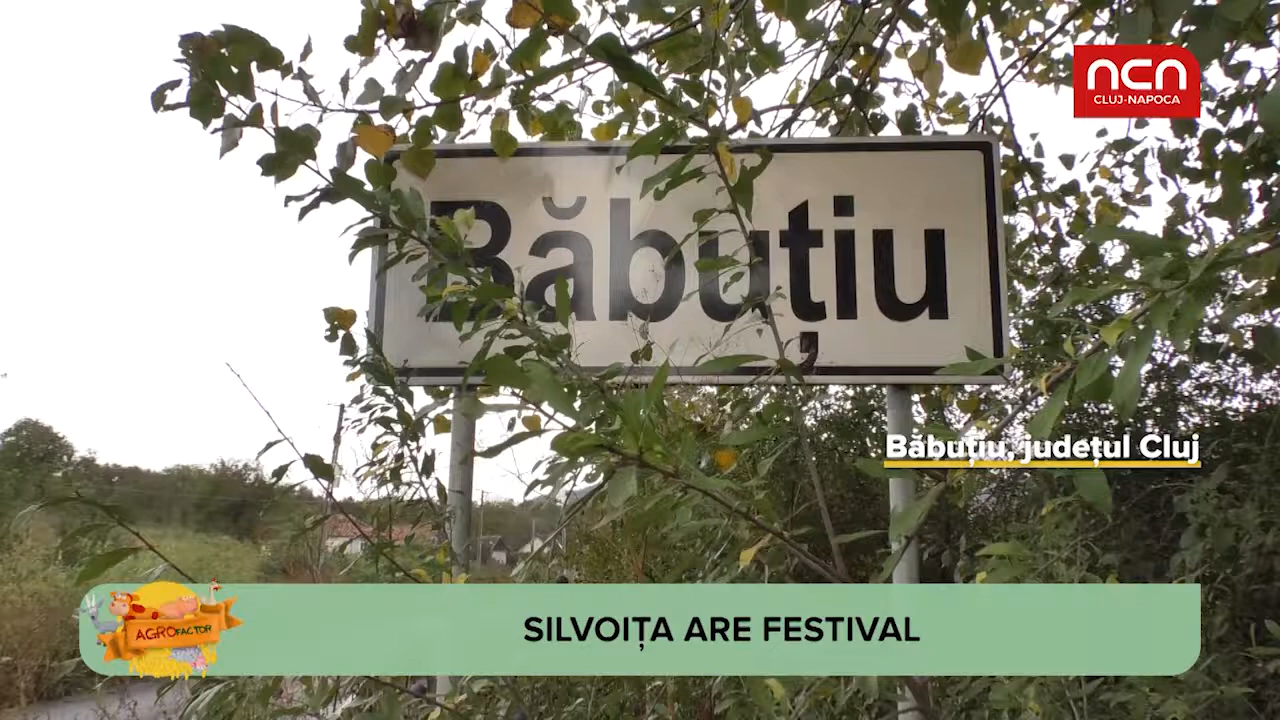 ncn
CLUJ-NAPOCA
Băbuțiu
Băbuțiu, județul Cluj
AGROFACTOR
SILVOIȚA ARE FESTIVAL